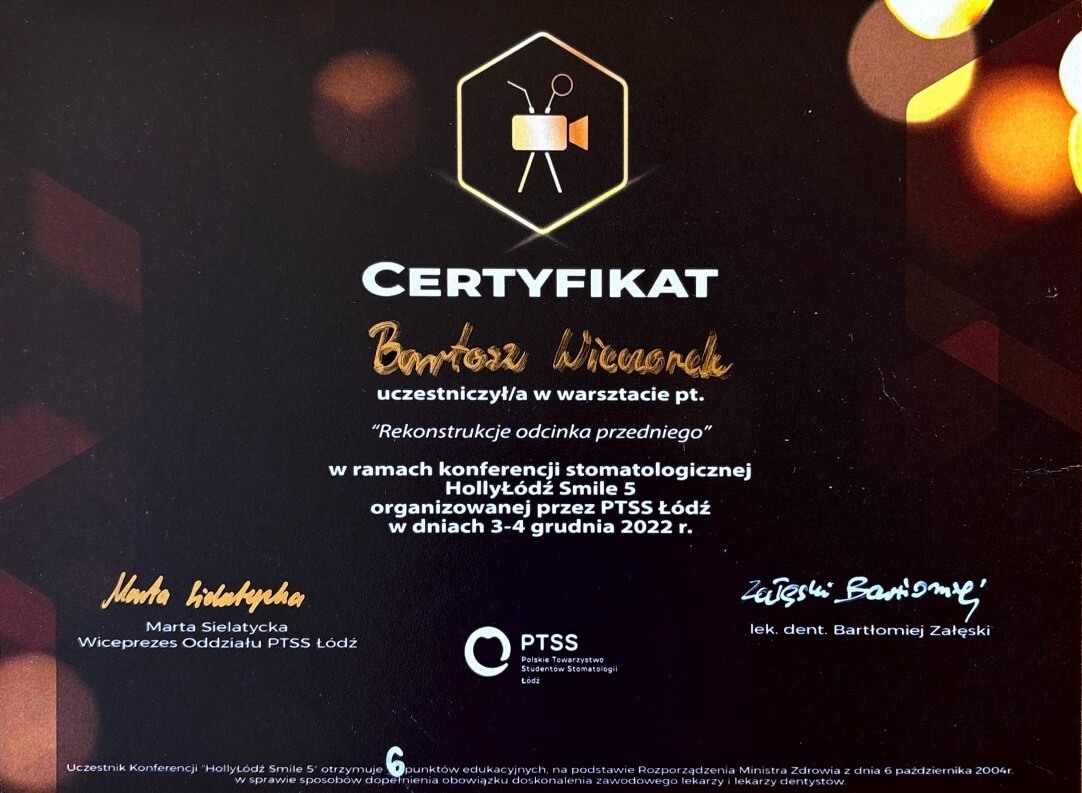 CERTYFIKAT
Bartosz Wieczorek
uczestniczył/a w warsztacie pt.
“Rekonstrukcje odcinka przedniego”
w ramach konferencji stomatologicznej
HollyŁódź Smile 5
organizowanej przez PTSS Łódź
w dniach 3-4 grudnia 2022 r.
Marta Sielatycka
Marta Sielatycka
Wiceprezes Oddziału PTSS Łódź
Załęski Bartłomiej
lek. dent. Bartłomiej Załęski
PTSS
Polskie Towarzystwo
Studentów Stomatologii
Łódź
Uczestnik Konferencji "HollyŁódź Smile 5" otrzymuje 6 punktów edukacyjnych, na podstawie Rozporządzenia Ministra Zdrowia z dnia 6 października 2004r.
w sprawie sposobów dopełnienia obowiązku doskonalenia zawodowego lekarzy i lekarzy dentystów.